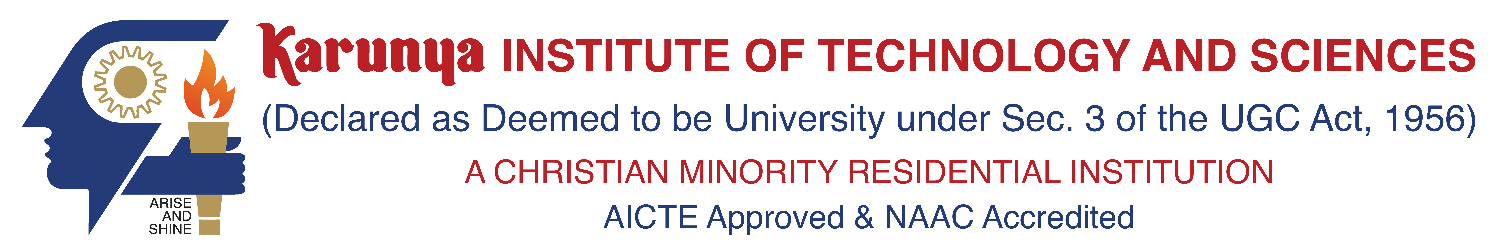 Karunya INSTITUTE OF TECHNOLOGY AND SCIENCES
(Declared as Deemed to be University under Sec. 3 of the UGC Act, 1956)
A CHRISTIAN MINORITY RESIDENTIAL INSTITUTION
AICTE Approved & NAAC Accredited
ARISE
AND
SHINE